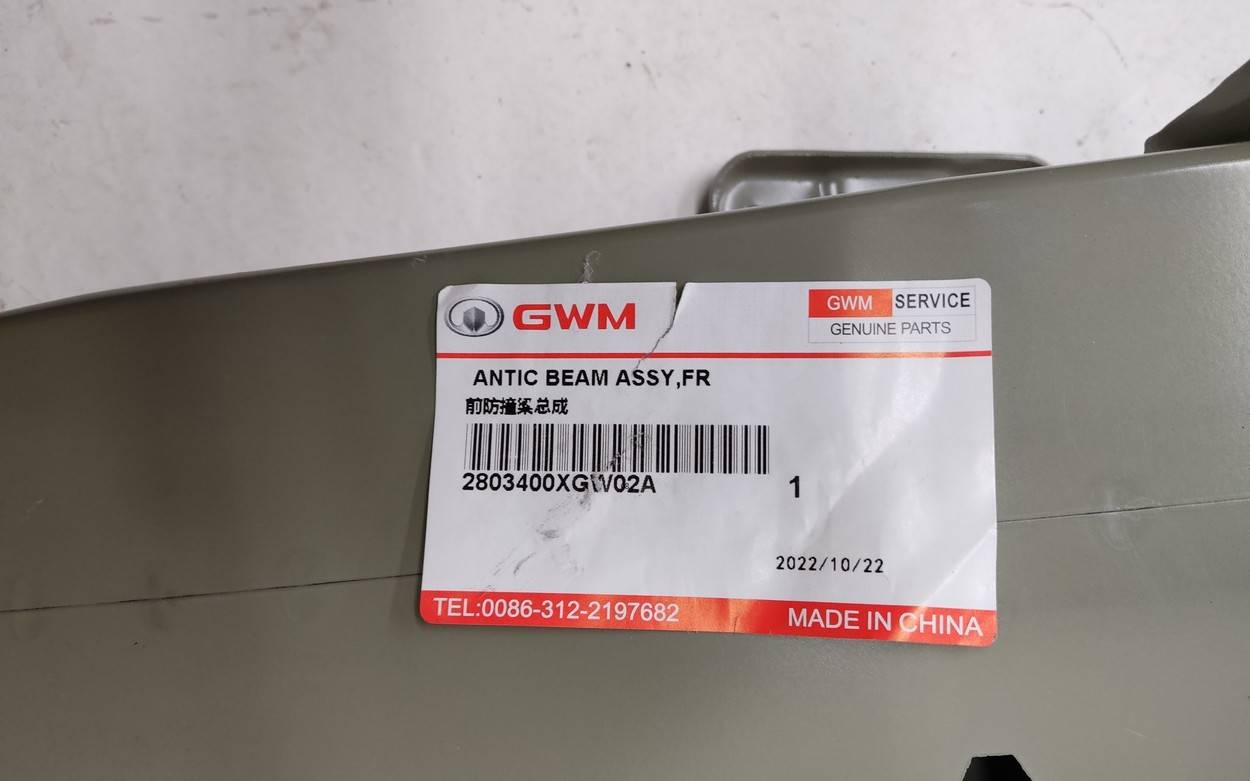 GWM
GWM SERVICE
GENUINE PARTS
ANTIC BEAM ASSY,FR
前防撞梁总成
2803400XGW02A
1
2022/10/22
TEL:0086-312-2197682
MADE IN CHINA